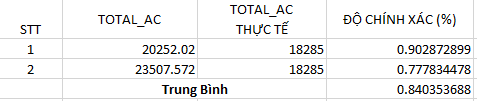 STT TOTAL_AC TOTAL_AC THỰC TẾ ĐỘ CHÍNH XÁC (%)
1 20252.02 18285 0.902872899
2 23507.572 18285 0.777834478
Trung Bình 0.840353688